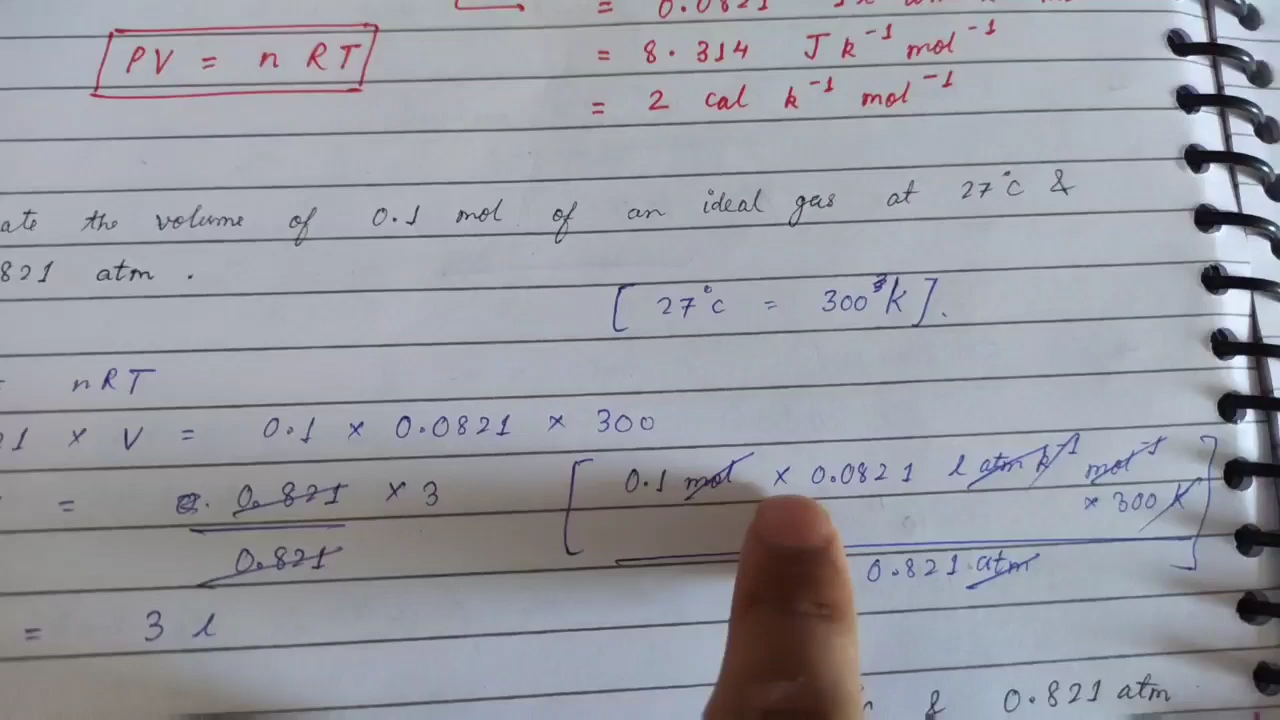 = 0.0821
PV = n RT
= 8.314 J k⁻¹ mol⁻¹
= 2 cal k⁻¹ mol⁻¹
ate the volume of 0.1 mol of an ideal gas at 27°C &
821 atm.
[ 27°C = 300 K ].
nRT
21 × V = 0.1 × 0.0821 × 300
= 0.821 × 3
0.821
[ 0.1 mol × 0.0821 l atm k⁻¹ mol⁻¹
× 300 K ]
0.821 atm
= 3 l
& 0.821 atm